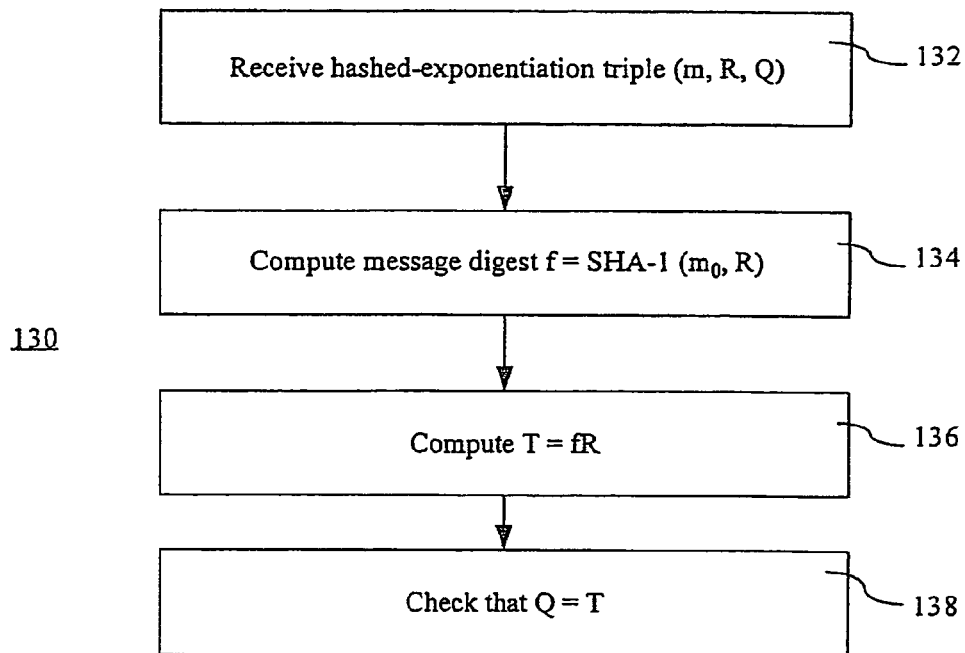 Receive hashed-exponentiation triple (m, R, Q)
132
Compute message digest f = SHA-1 (m₀, R)
134
130
Compute T = fR
136
Check that Q = T
138